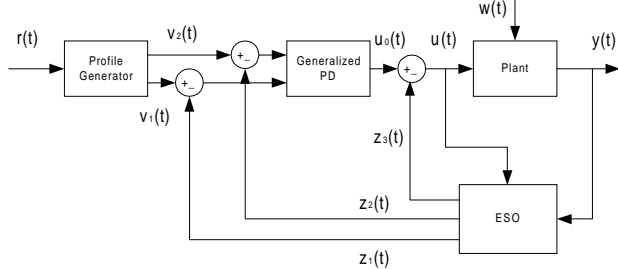 w(t)
r(t)
v₂(t)
u₀(t)
u(t)
y(t)
Profile
Generator
+
-
Generalized
PD
+
-
Plant
+
-
v₁(t)
z₃(t)
z₂(t)
ESO
z₁(t)